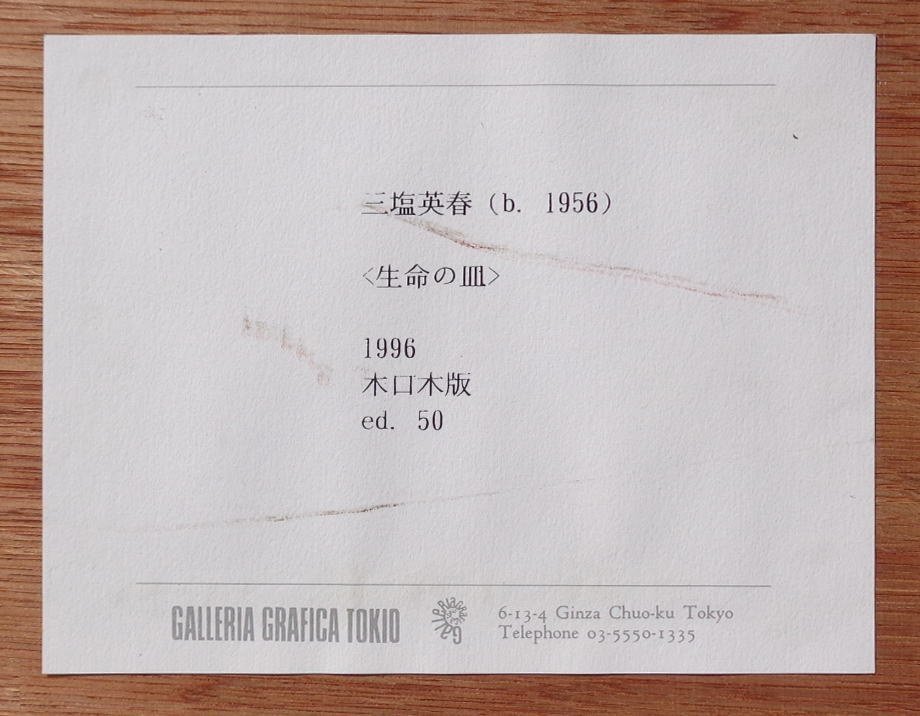 三塩英春 (b. 1956)
<生命の皿>
1996
木口木版
ed. 50
GALLERIA GRAFICA TOKIO
6-13-4 Ginza Chuo-ku Tokyo
Telephone 03-5550-1335